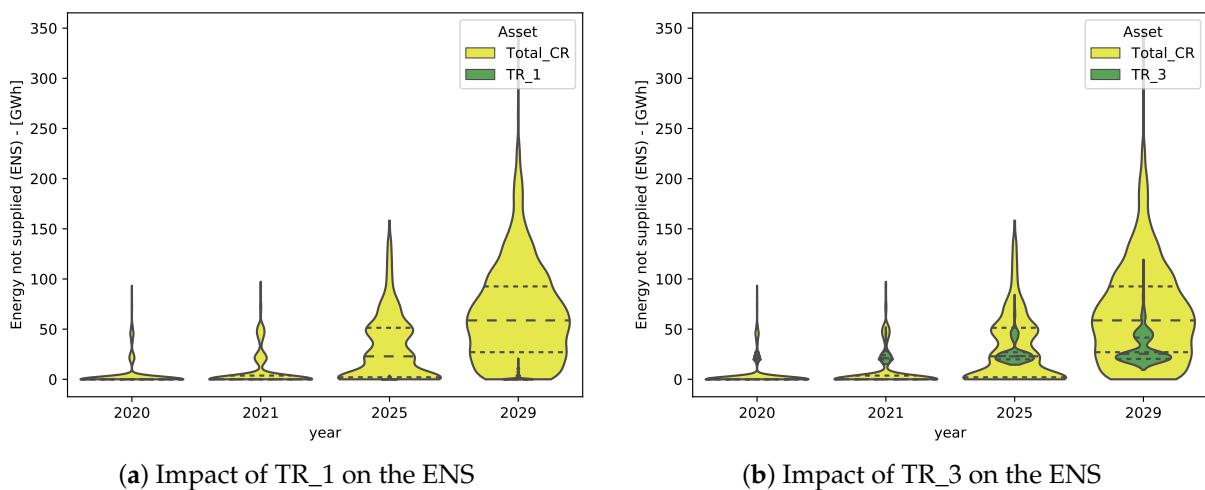 Energy not supplied (ENS) - [GWh]
350
300
250
200
150
100
50
0
2020
2021
2025
2029
year
Asset
Total_CR
TR_1
(a) Impact of TR_1 on the ENS
Energy not supplied (ENS) - [GWh]
350
300
250
200
150
100
50
0
2020
2021
2025
2029
year
Asset
Total_CR
TR_3
(b) Impact of TR_3 on the ENS